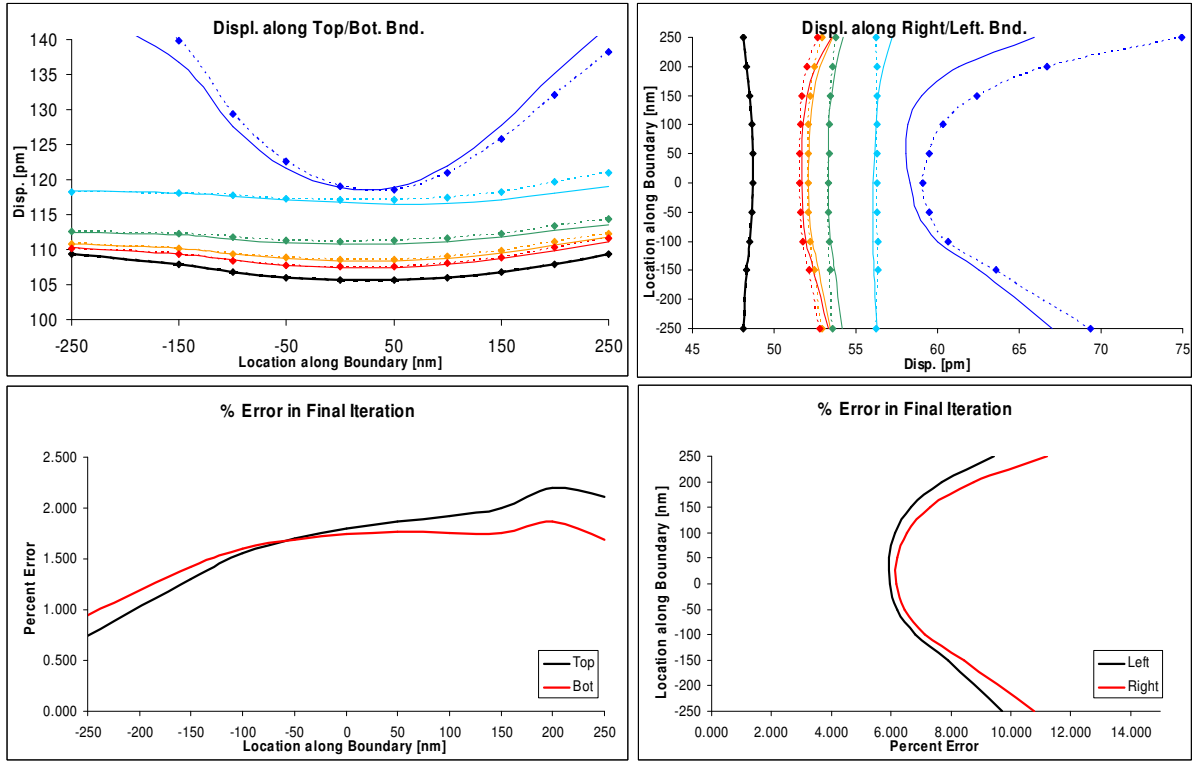 Displ. along Top/Bot. Bnd.
140
135
130
125
120
115
110
105
100
Disp. [pm]
-250 -150 -50 50 150 250
Location along Boundary [nm]
Displ. along Right/Left. Bnd.
250
200
150
100
50
0
-50
-100
-150
-200
-250
Location along Boundary [nm]
45 50 55 60 65 70 75
Disp. [pm]
% Error in Final Iteration
2.500
2.000
1.500
1.000
0.500
0.000
Percent Error
Top
Bot
-250 -200 -150 -100 -50 0 50 100 150 200 250
Location along Boundary [nm]
% Error in Final Iteration
250
200
150
100
50
0
-50
-100
-150
-200
-250
Location along Boundary [nm]
Left
Right
0.000 2.000 4.000 6.000 8.000 10.000 12.000 14.000
Percent Error